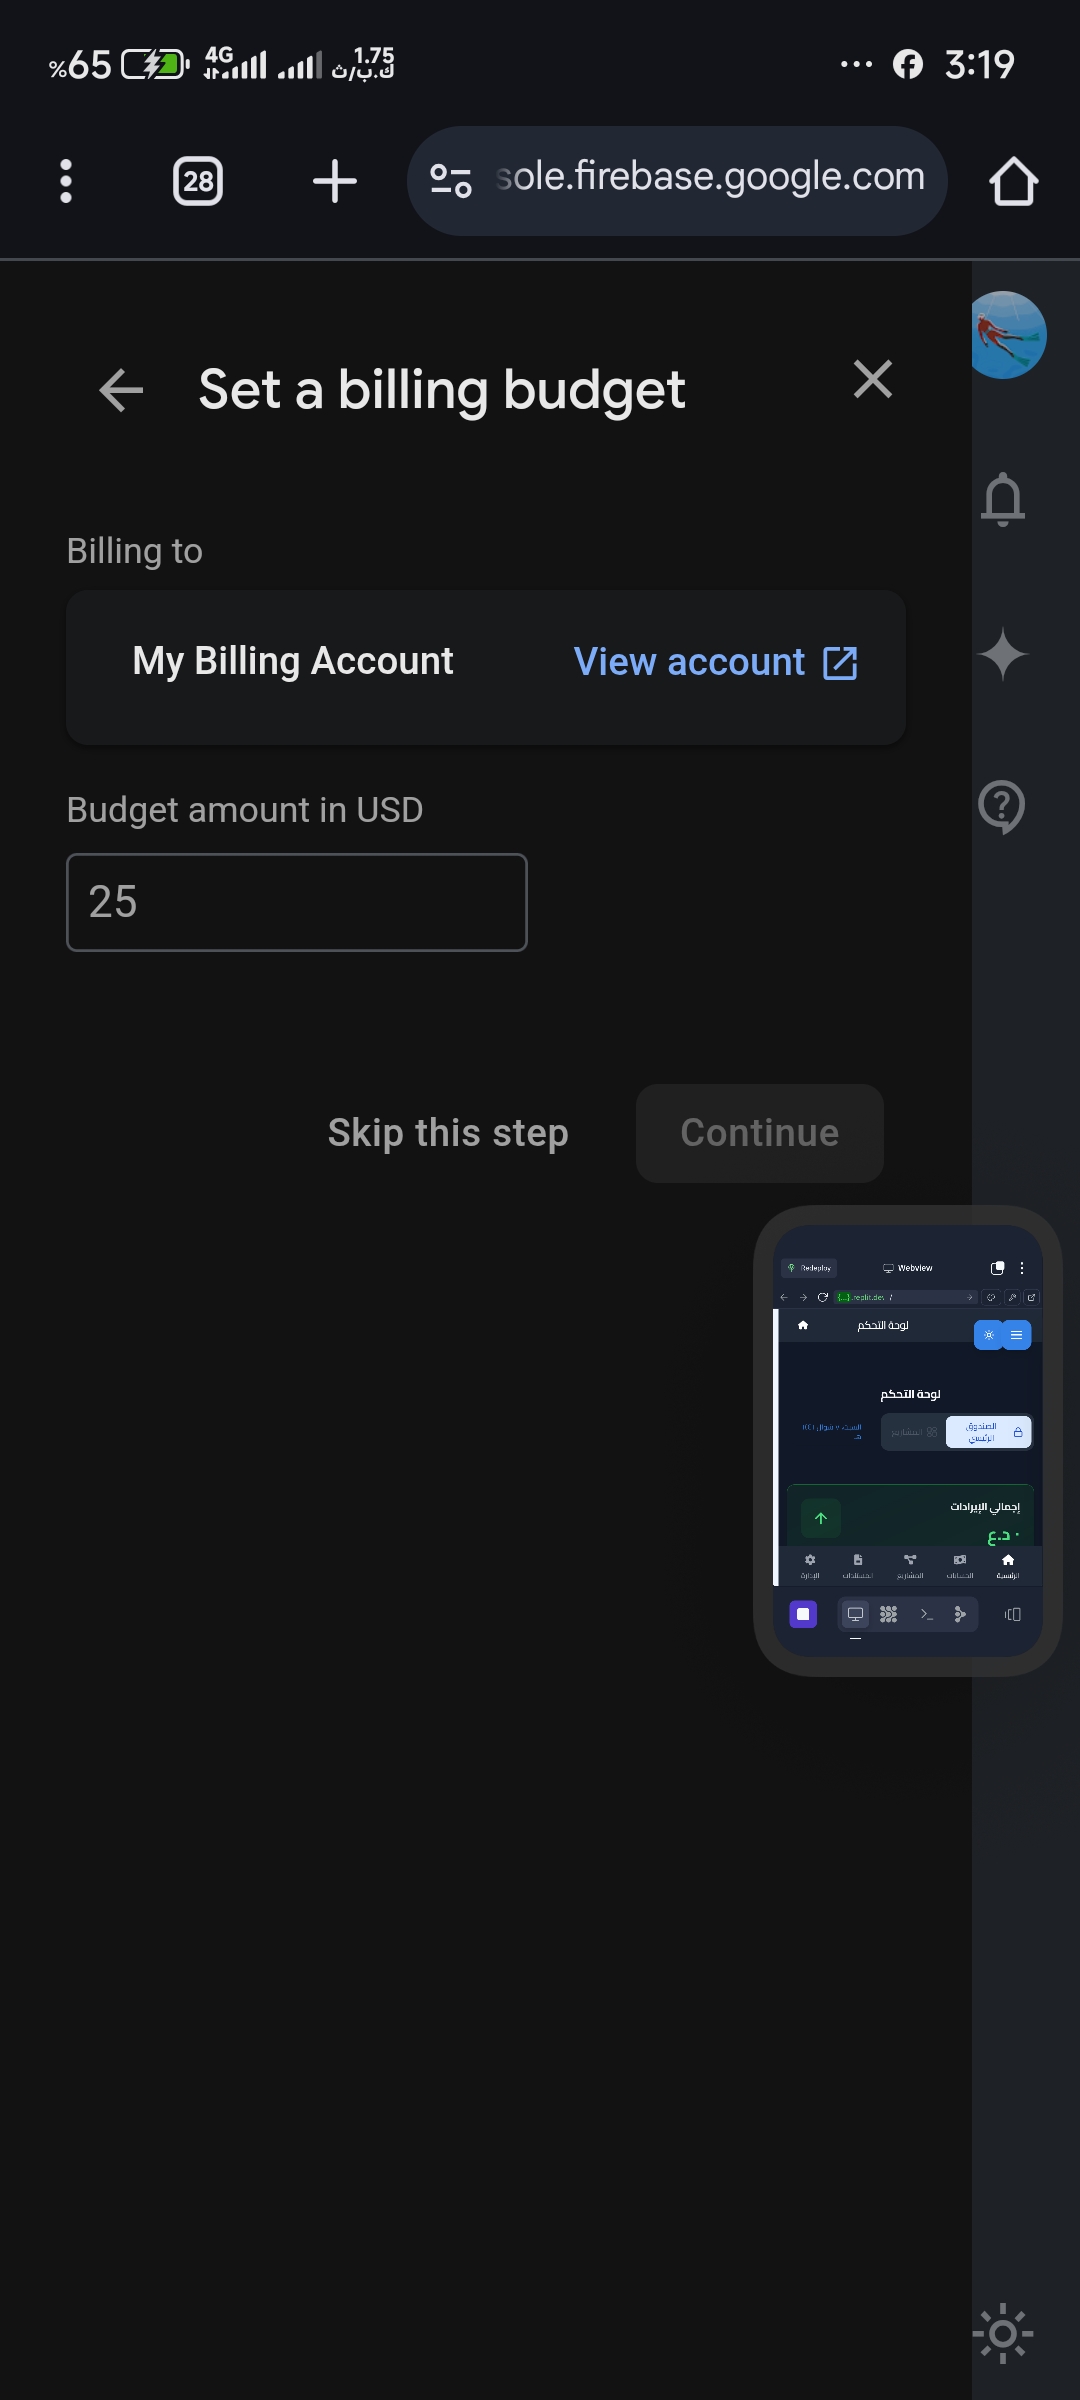 %65
4G
1.75
ك.ب/ث
3:19
28
sole.firebase.google.com
Set a billing budget
Billing to
My Billing Account
View account
Budget amount in USD
25
Skip this step
Continue
Redeploy
Webview
{...}.replit.dev /
لوحة التحكم
لوحة التحكم
الصندوق
الرئيسي
المشاريع
إجمالي الإيرادات
٠ د.ع
الرئيسية
الحسابات
المشاريع
المستندات
الإدارة